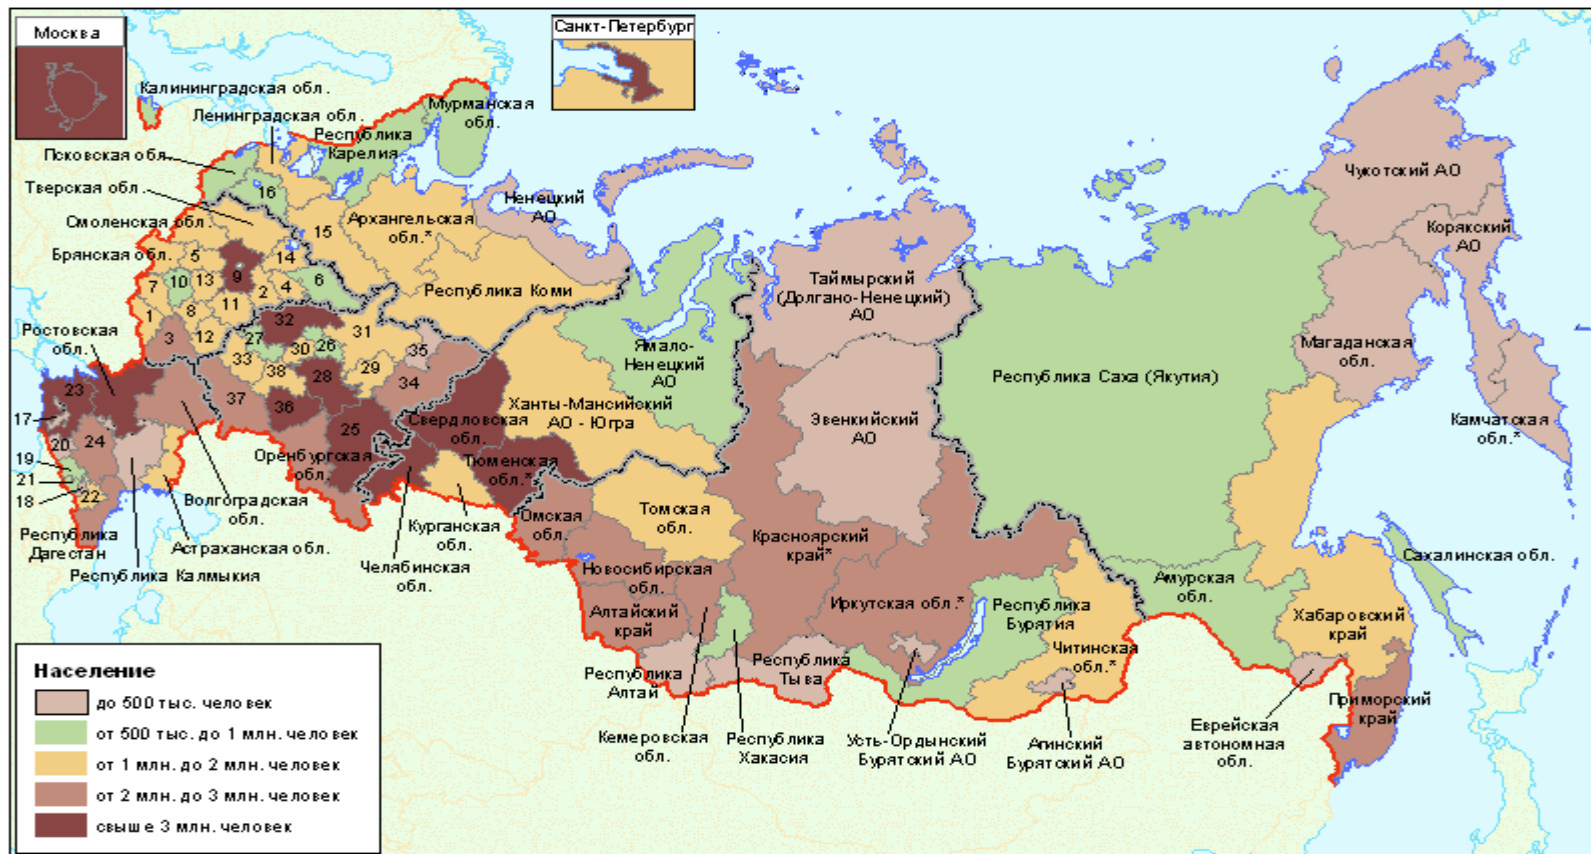 Москва
Санкт-Петербург
Калининградская обл.
Ленинградская обл.
Мурманская
обл.
Республика
Карелия
Псковская обл.
Тверская обл.
Смоленская обл.
Брянская обл.
Архангельская
обл.*
Ненецкий
АО
Республика Коми
Ростовская
обл.
Таймырский
(Долгано-Ненецкий)
АО
Ямало-
Ненецкий
АО
Ханты-Мансийский
АО - Югра
Эвенкийский
АО
Республика Саха (Якутия)
Чукотский АО
Корякский
АО
Магаданская
обл.
Камчатская
обл.*
Свердловская
обл.
Тюменская
обл.*
Оренбургская
обл.
Волгоградская
обл.
Астраханская обл.
Республика
Дагестан
Республика Калмыкия
Курганская
обл.
Челябинская
обл.
Омская
обл.
Томская
обл.
Новосибирская
обл.
Алтайский
край
Красноярский
край*
Иркутская обл.*
Республика
Бурятия
Читинская
обл.*
Амурская
обл.
Хабаровский
край
Сахалинская обл.
Приморский
край
Республика
Алтай
Республика
Тыва
Кемеровская
обл.
Республика
Хакасия
Усть-Ордынский
Бурятский АО
Агинский
Бурятский АО
Еврейская
автономная
обл.
16
15
5
14
10
13
9
7
2
4
6
1
8
11
12
3
32
31
27
30
26
35
33
38
29
28
34
23
37
36
25
17
20
24
19
21
18
22
Население
до 500 тыс. человек
от 500 тыс. до 1 млн. человек
от 1 млн. до 2 млн. человек
от 2 млн. до 3 млн. человек
свыше 3 млн. человек